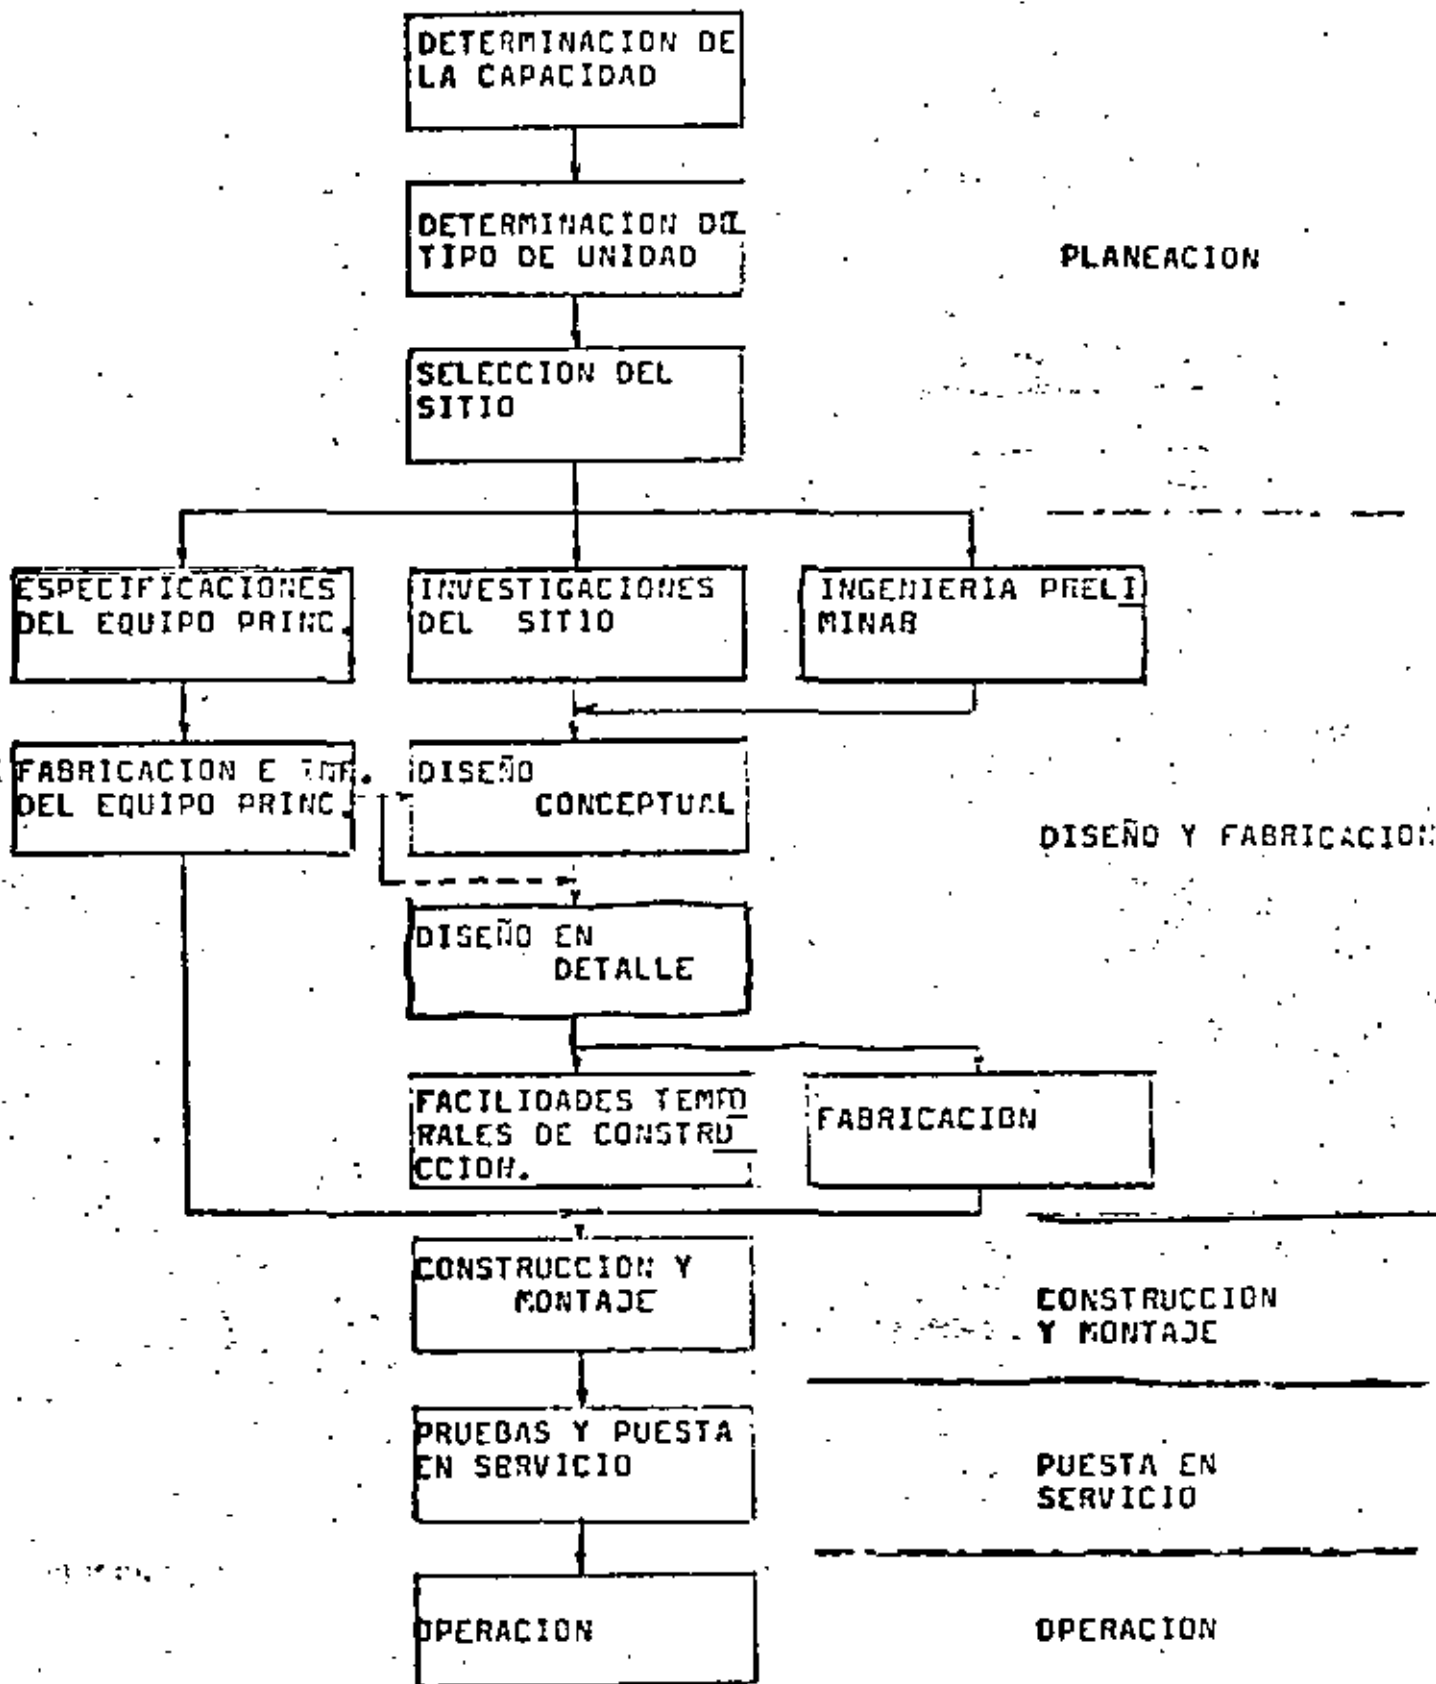 DETERMINACION DE
LA CAPACIDAD
DETERMINACION DEL
TIPO DE UNIDAD
PLANEACION
SELECCION DEL
SITIO
ESPECIFICACIONES
DEL EQUIPO PRINC.
INVESTIGACIONES
DEL SITIO
INGENIERIA PRELI
MINAR
FABRICACION E INF.
DEL EQUIPO PRINC.
DISEÑO
CONCEPTUAL
DISEÑO Y FABRICACION
DISEÑO EN
DETALLE
FACILIDADES TEMPO
RALES DE CONSTRU
CCION.
FABRICACION
CONSTRUCCION Y
MONTAJE
CONSTRUCCION
Y MONTAJE
PRUEBAS Y PUESTA
EN SERVICIO
PUESTA EN
SERVICIO
OPERACION
OPERACION